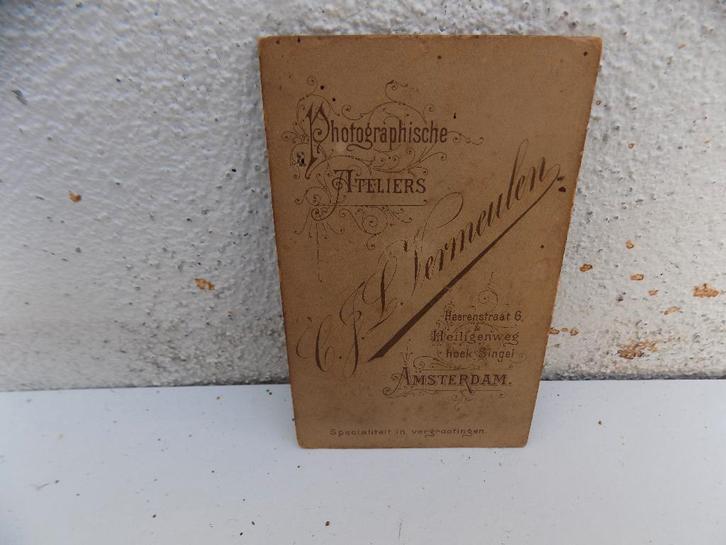 Photographische
ATELIERS
C. J. L. Vermeulen
Heerenstraat 6,
&
Heiligenweg
hoek Singel
AMSTERDAM.
Specialiteit in vergrootingen.